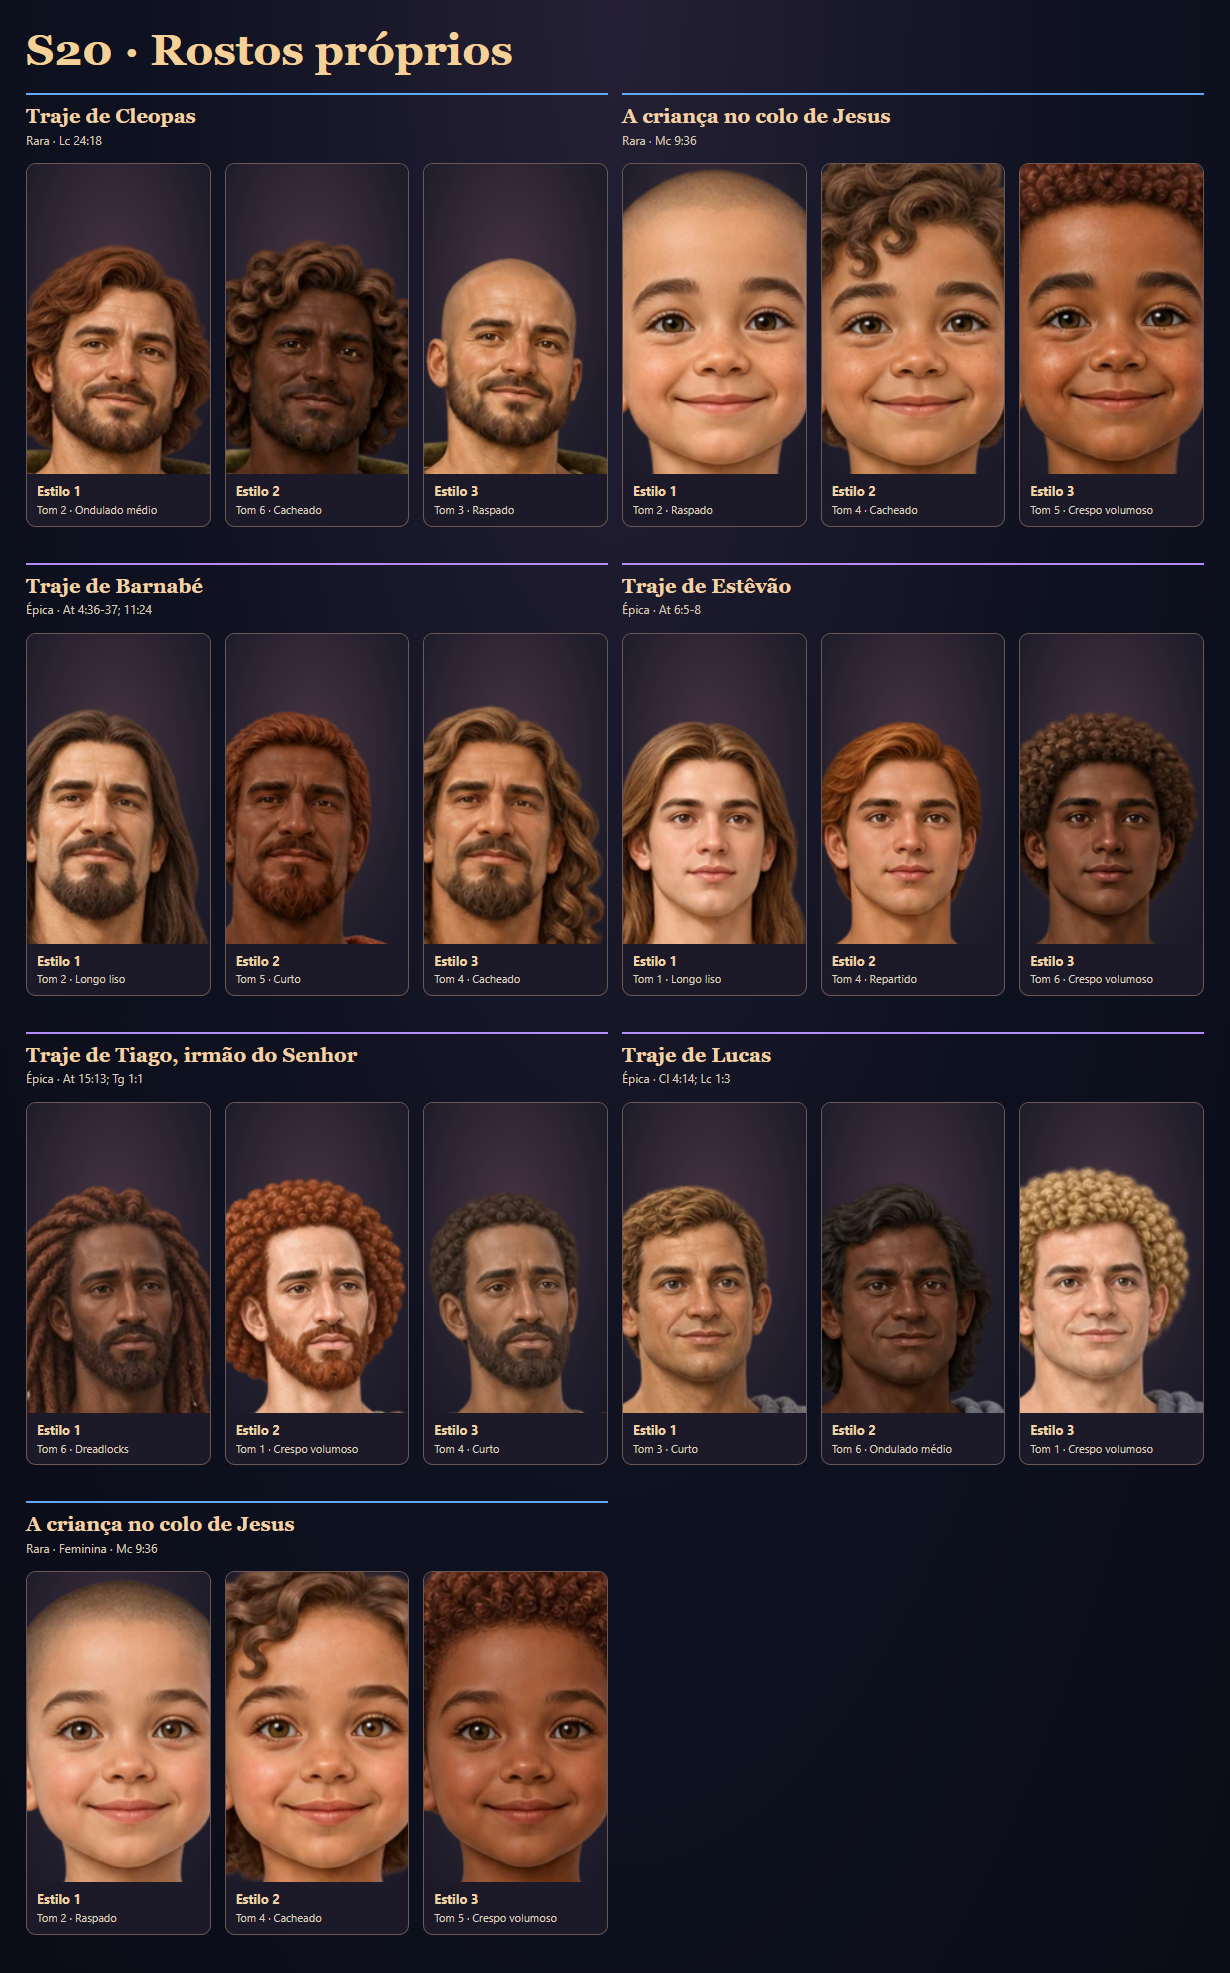 S20 · Rostos próprios
Traje de Cleopas
Rara · Lc 24:18
Estilo 1
Tom 2 · Ondulado médio
Estilo 2
Tom 6 · Cacheado
Estilo 3
Tom 3 · Raspado
A criança no colo de Jesus
Rara · Mc 9:36
Estilo 1
Tom 2 · Raspado
Estilo 2
Tom 4 · Cacheado
Estilo 3
Tom 5 · Crespo volumoso
Traje de Barnabé
Épica · At 4:36-37; 11:24
Estilo 1
Tom 2 · Longo liso
Estilo 2
Tom 5 · Curto
Estilo 3
Tom 4 · Cacheado
Traje de Estêvão
Épica · At 6:5-8
Estilo 1
Tom 1 · Longo liso
Estilo 2
Tom 4 · Repartido
Estilo 3
Tom 6 · Crespo volumoso
Traje de Tiago, irmão do Senhor
Épica · At 15:13; Tg 1:1
Estilo 1
Tom 6 · Dreadlocks
Estilo 2
Tom 1 · Crespo volumoso
Estilo 3
Tom 4 · Curto
Traje de Lucas
Épica · Cl 4:14; Lc 1:3
Estilo 1
Tom 3 · Curto
Estilo 2
Tom 6 · Ondulado médio
Estilo 3
Tom 1 · Crespo volumoso
A criança no colo de Jesus
Rara · Feminina · Mc 9:36
Estilo 1
Tom 2 · Raspado
Estilo 2
Tom 4 · Cacheado
Estilo 3
Tom 5 · Crespo volumoso